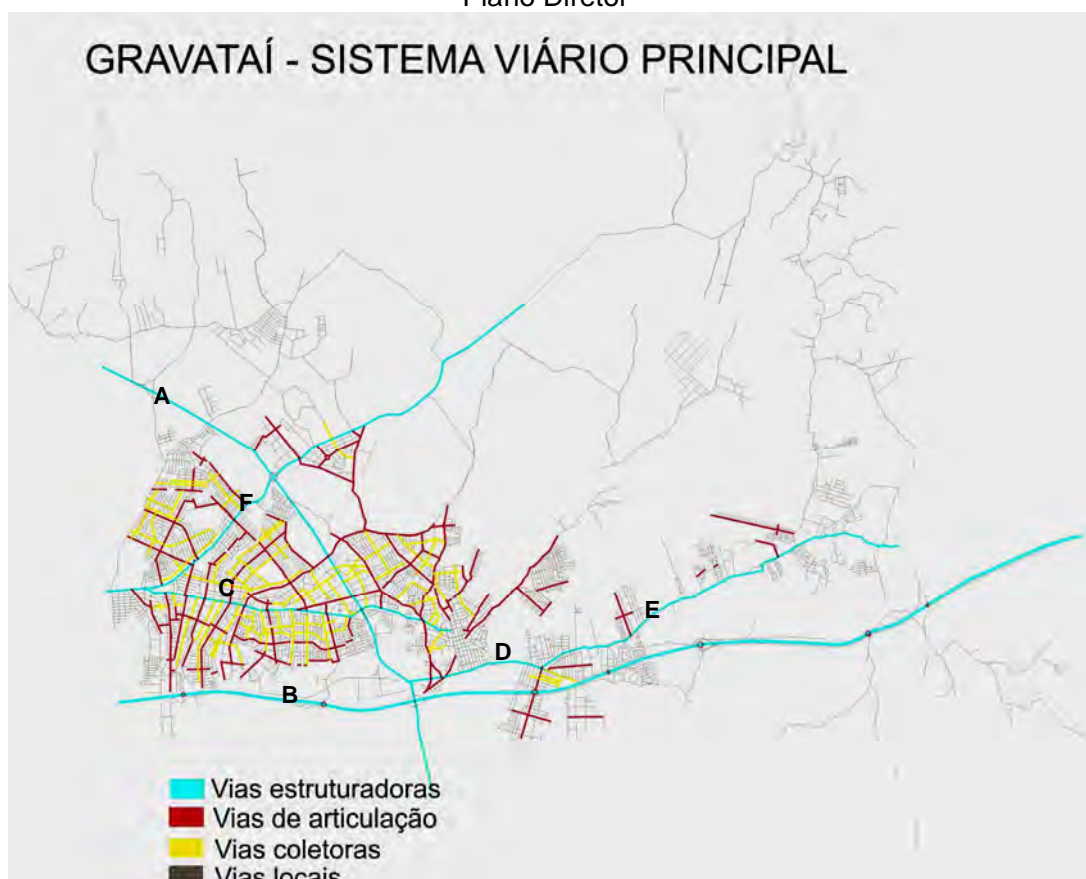 Plano Diretor
GRAVATAÍ - SISTEMA VIÁRIO PRINCIPAL
A
F
C
E
D
B
Vias estruturadoras
Vias de articulação
Vias coletoras
Vias locais